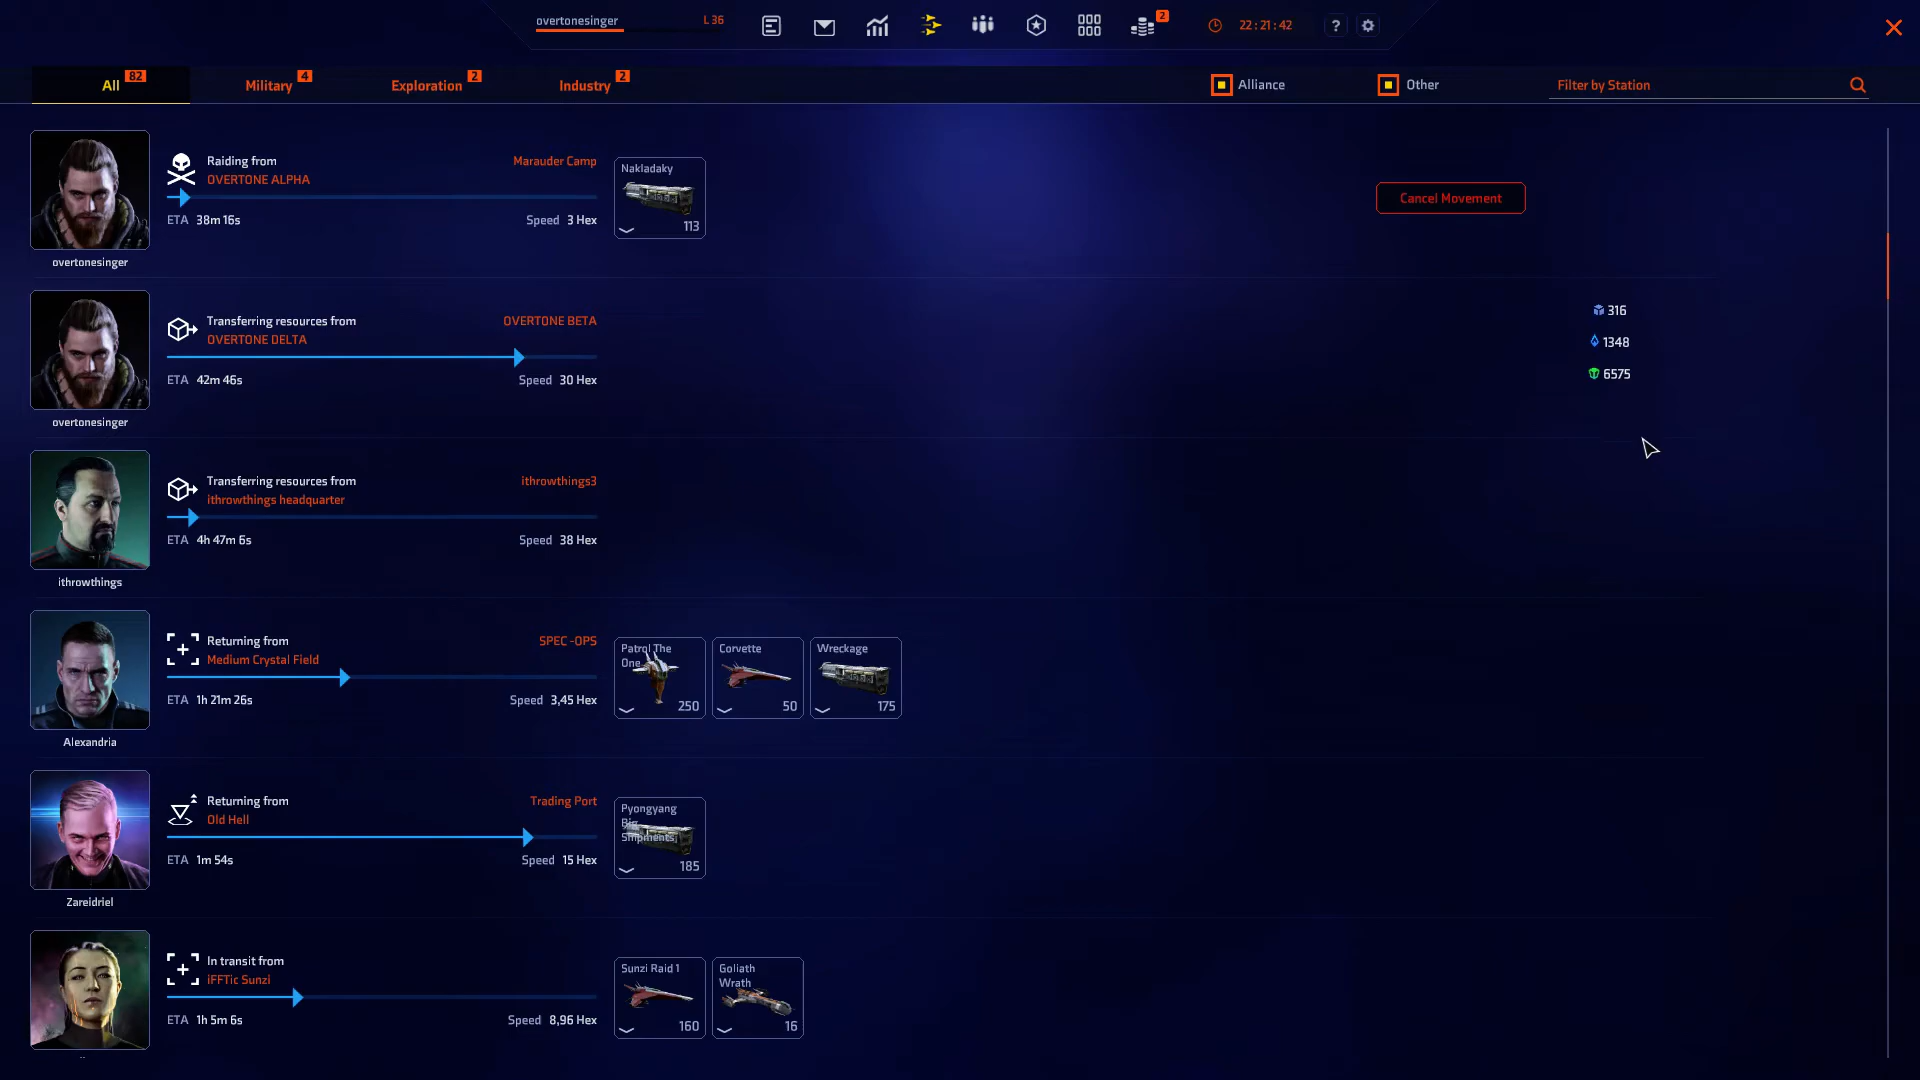 overtonesinger L 36 2 22:21:42 ?
All 82 Military 4 Exploration 2 Industry 2 Alliance Other Filter by Station
Raiding from Marauder Camp
OVERTONE ALPHA
ETA 38m 16s Speed 3 Hex
Nakladaky
113
Cancel Movement
overtonesinger
Transferring resources from OVERTONE BETA
OVERTONE DELTA
ETA 42m 46s Speed 30 Hex
316
1348
6575
overtonesinger
Transferring resources from ithrowthings3
ithrowthings headquarter
ETA 4h 47m 6s Speed 38 Hex
ithrowthings
Returning from SPEC -OPS
Medium Crystal Field
ETA 1h 21m 26s Speed 3,45 Hex
Patrol The
One
250
Corvette
50
Wreckage
175
Alexandria
Returning from Trading Port
Old Hell
ETA 1m 54s Speed 15 Hex
Pyongyang
Big
Shipments
185
Zareidriel
In transit from
iFFTic Sunzi
ETA 1h 5m 6s Speed 8,96 Hex
Sunzi Raid 1
160
Goliath
Wrath
16